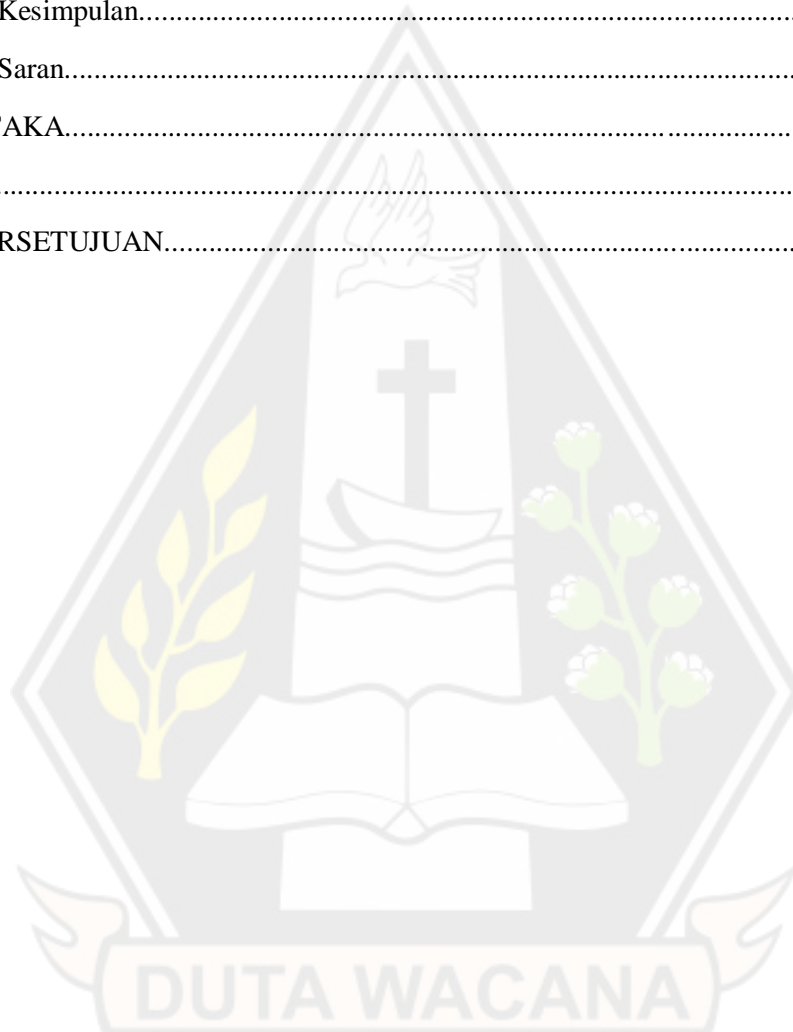 Kesimpulan........................................................................................
Saran..................................................................................................
AKA..................................................................................................
..........................................................................................................
RSETUJUAN.....................................................................................
DUTA WACANA